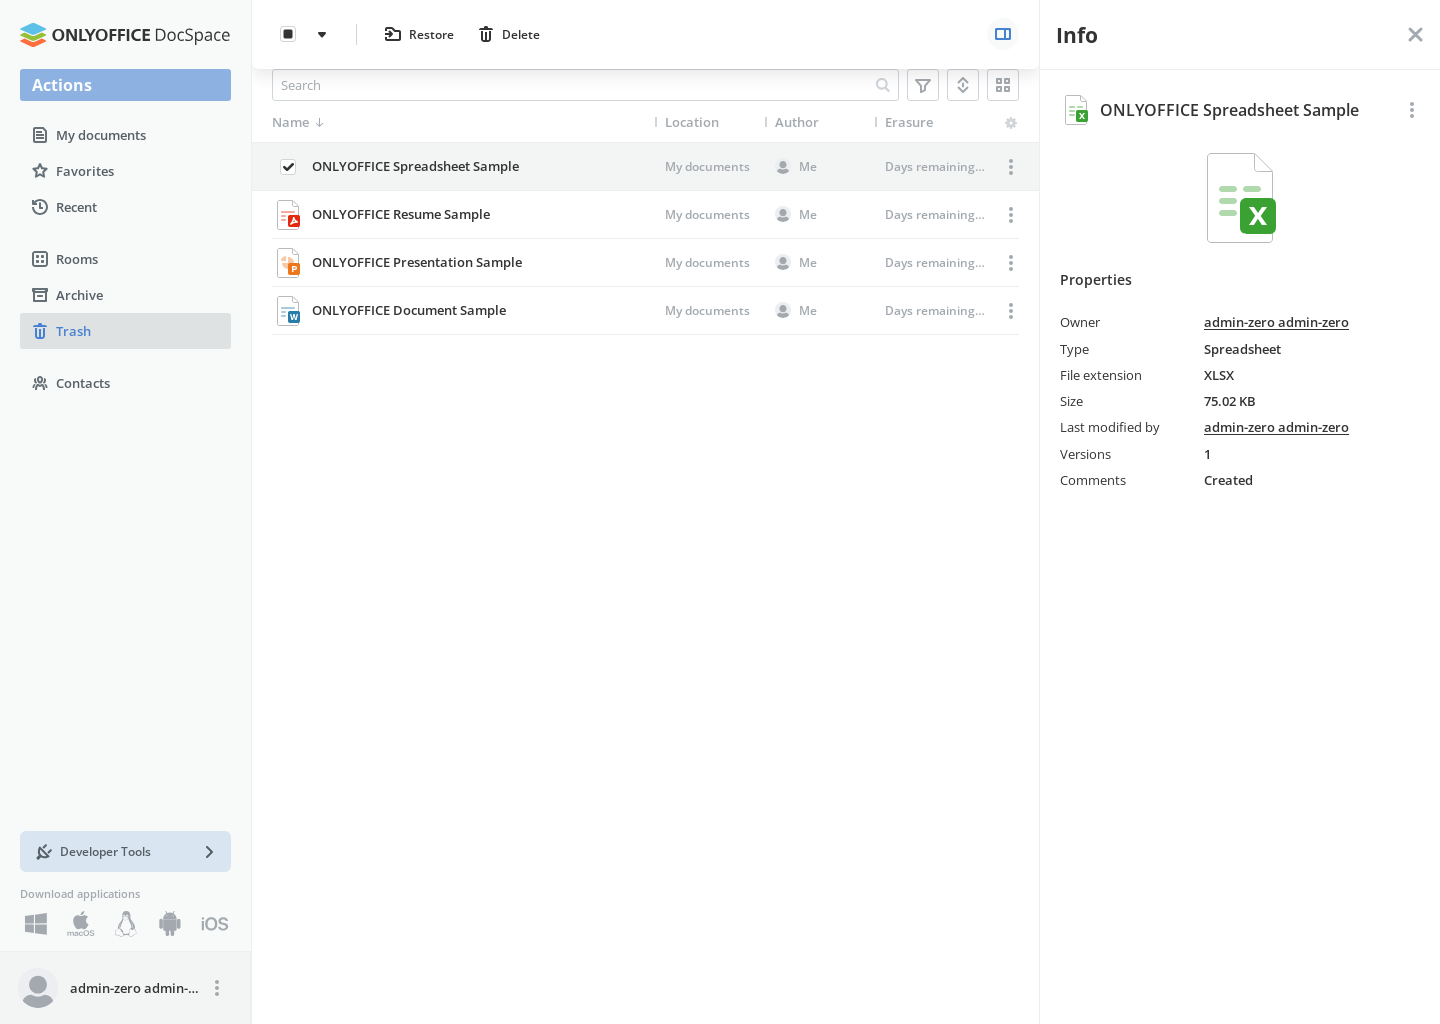 ONLYOFFICE DocSpace
Actions
My documents
Favorites
Recent
Rooms
Archive
Trash
Contacts
Developer Tools
Download applications
macOS
iOS
admin-zero admin-...
Restore
Delete
Search
Name
Location
Author
Erasure
ONLYOFFICE Spreadsheet Sample My documents Me Days remaining...
ONLYOFFICE Resume Sample My documents Me Days remaining...
P
ONLYOFFICE Presentation Sample My documents Me Days remaining...
W
ONLYOFFICE Document Sample My documents Me Days remaining...
Info
X
ONLYOFFICE Spreadsheet Sample
X
Properties
Owner admin-zero admin-zero
Type Spreadsheet
File extension XLSX
Size 75.02 KB
Last modified by admin-zero admin-zero
Versions 1
Comments Created